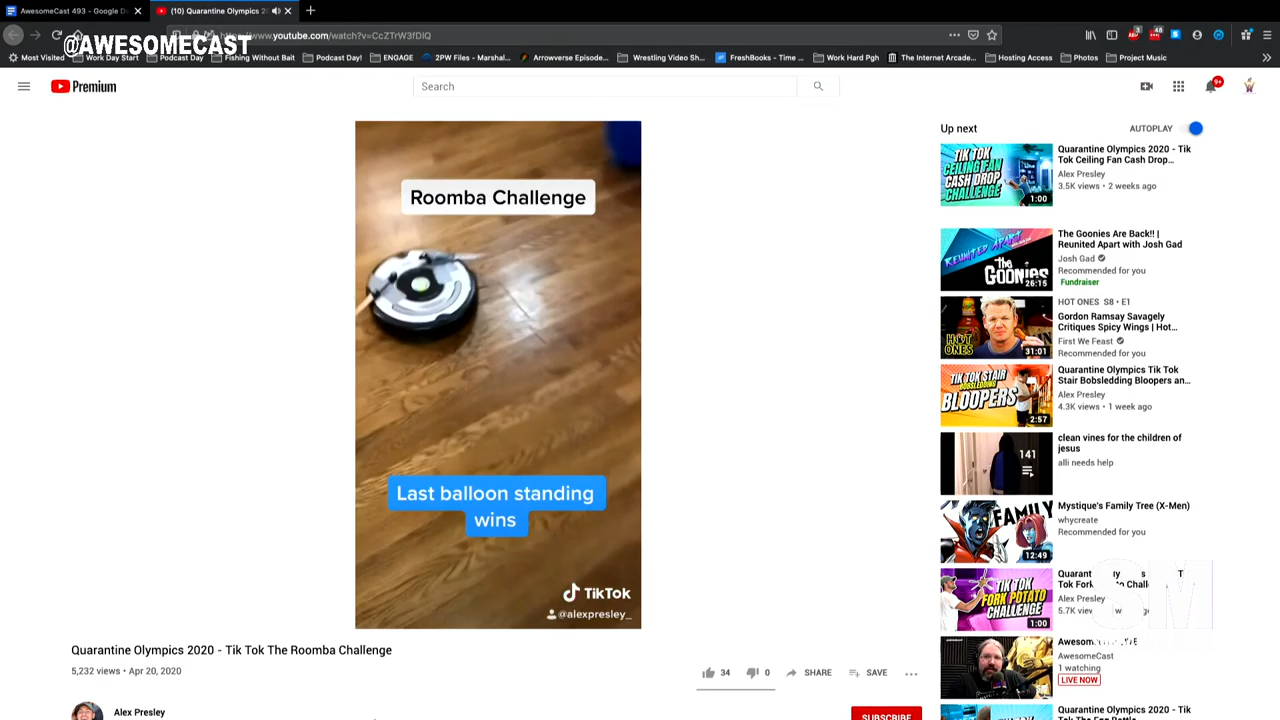 AwesomeCast 493 - Google D
(10) Quarantine Olympics 2
@AWESOMECAST
www.youtube.com/watch?v=CcZTrW3fDIQ
Most Visited
Work Day Start
Podcast Day
Fishing Without Bait
Podcast Day!
ENGAGE
2PW Files - Marshal...
Arrowverse Episode...
Wrestling Video Sh...
FreshBooks - Time ...
Work Hard Pgh
The Internet Arcade...
Hosting Access
Photos
Project Music
Premium
Search
9+
Roomba Challenge
Last balloon standing
wins
TikTok
@alexpresley_
Quarantine Olympics 2020 - Tik Tok The Roomba Challenge
5,232 views • Apr 20, 2020
34
0
SHARE
SAVE
Alex Presley
SUBSCRIBE
Up next
AUTOPLAY
TIK TOK
CEILING FAN
CASH DROP
CHALLENGE
1:00
Quarantine Olympics 2020 - Tik
Tok Ceiling Fan Cash Drop...
Alex Presley
3.5K views • 2 weeks ago
REUNITED APART
THE GOONIES
26:15
The Goonies Are Back!! |
Reunited Apart with Josh Gad
Josh Gad
Recommended for you
Fundraiser
HOT ONES
31:01
HOT ONES S8 • E1
Gordon Ramsay Savagely
Critiques Spicy Wings | Hot...
First We Feast
Recommended for you
TIK TOK STAIR
BOBSLEDDING
BLOOPERS
2:57
Quarantine Olympics Tik Tok
Stair Bobsledding Bloopers an...
Alex Presley
4.3K views • 1 week ago
141
clean vines for the children of
jesus
alli needs help
FAMILY
12:49
Mystique's Family Tree (X-Men)
whycreate
Recommended for you
TIK TOK
FORK POTATO
CHALLENGE
1:00
Alex Presley
5.7K views
SM
AwesomeCast
1 watching
LIVE NOW
Quarantine Olympics 2020 - Tik